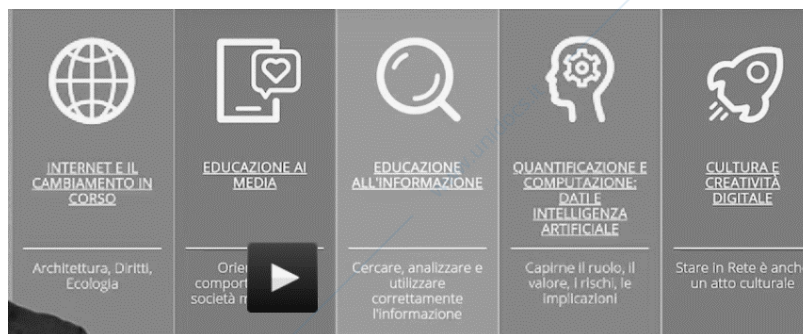 INTERNET E IL
CAMBIAMENTO IN
CORSO
Architettura, Diritti,
Ecologia
EDUCAZIONE AI
MEDIA
EDUCAZIONE
ALL'INFORMAZIONE
Cercare, analizzare e
utilizzare
correttamente
l'informazione
QUANTIFICAZIONE E
COMPUTAZIONE:
DATI E
INTELLIGENZA
ARTIFICIALE
Capirne il ruolo, il
valore, i rischi, le
implicazioni
CULTURA E
CREATIVITÀ
DIGITALE
Stare in Rete è anche
un atto culturale